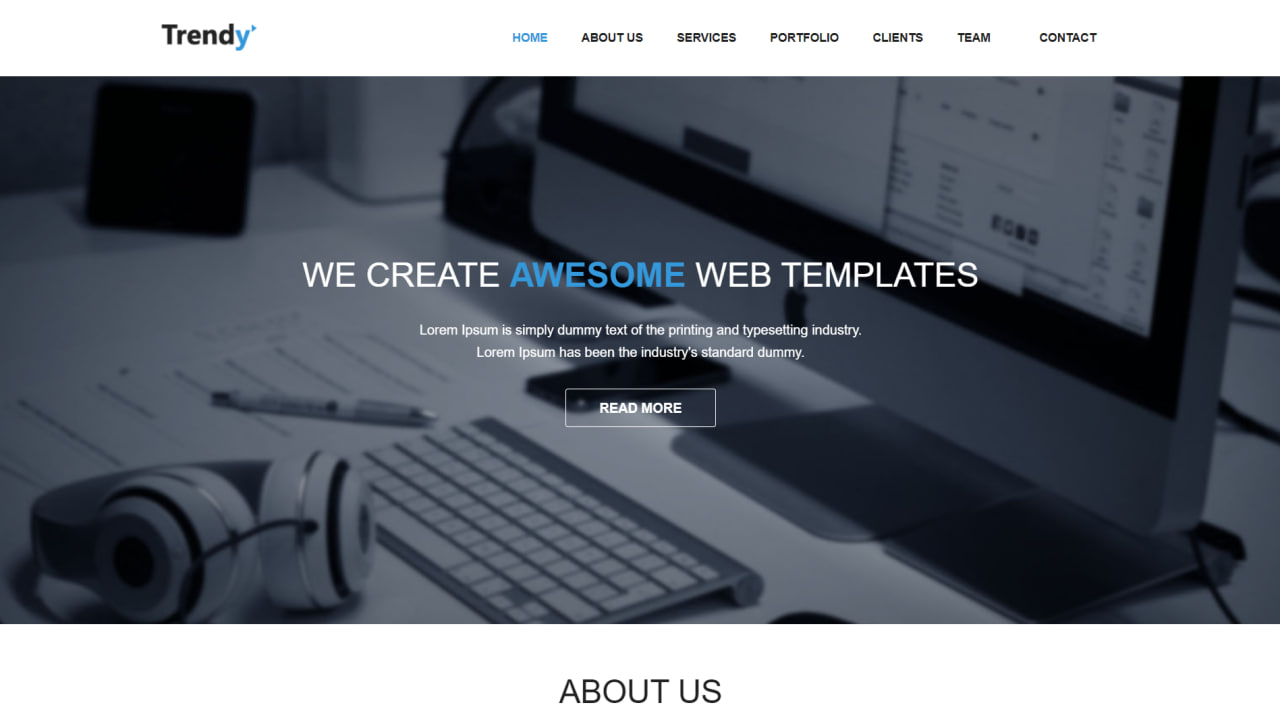 Trendy
HOME ABOUT US SERVICES PORTFOLIO CLIENTS TEAM CONTACT
WE CREATE AWESOME WEB TEMPLATES
Lorem Ipsum is simply dummy text of the printing and typesetting industry.
Lorem Ipsum has been the industry's standard dummy.
READ MORE
ABOUT US